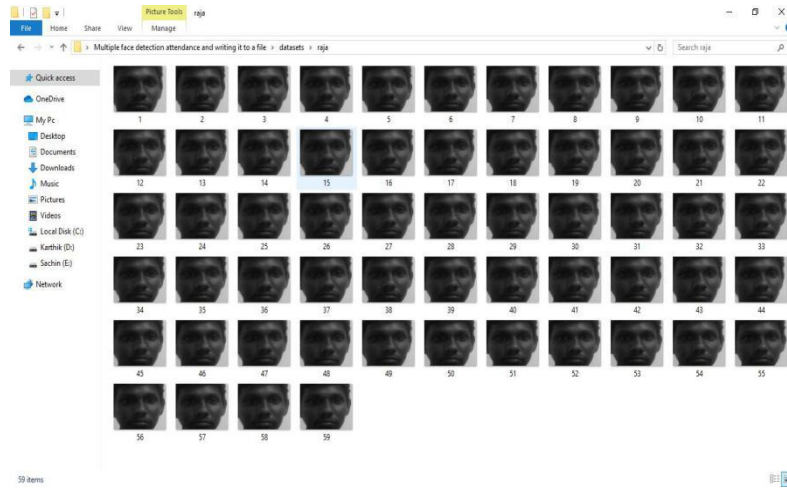 Picture Tools raja
File Home Share View Manage
Multiple face detection attendance and writing it to a file > datasets > raja
Search raja
Quick access
OneDrive
My Pc
Desktop
Documents
Downloads
Music
Pictures
Videos
Local Disk (C:)
Karthik (D:)
Sachin (E:)
Network
1 2 3 4 5 6 7 8 9 10 11
12 13 14 15 16 17 18 19 20 21 22
23 24 25 26 27 28 29 30 31 32 33
34 35 36 37 38 39 40 41 42 43 44
45 46 47 48 49 50 51 52 53 54 55
56 57 58 59
59 items